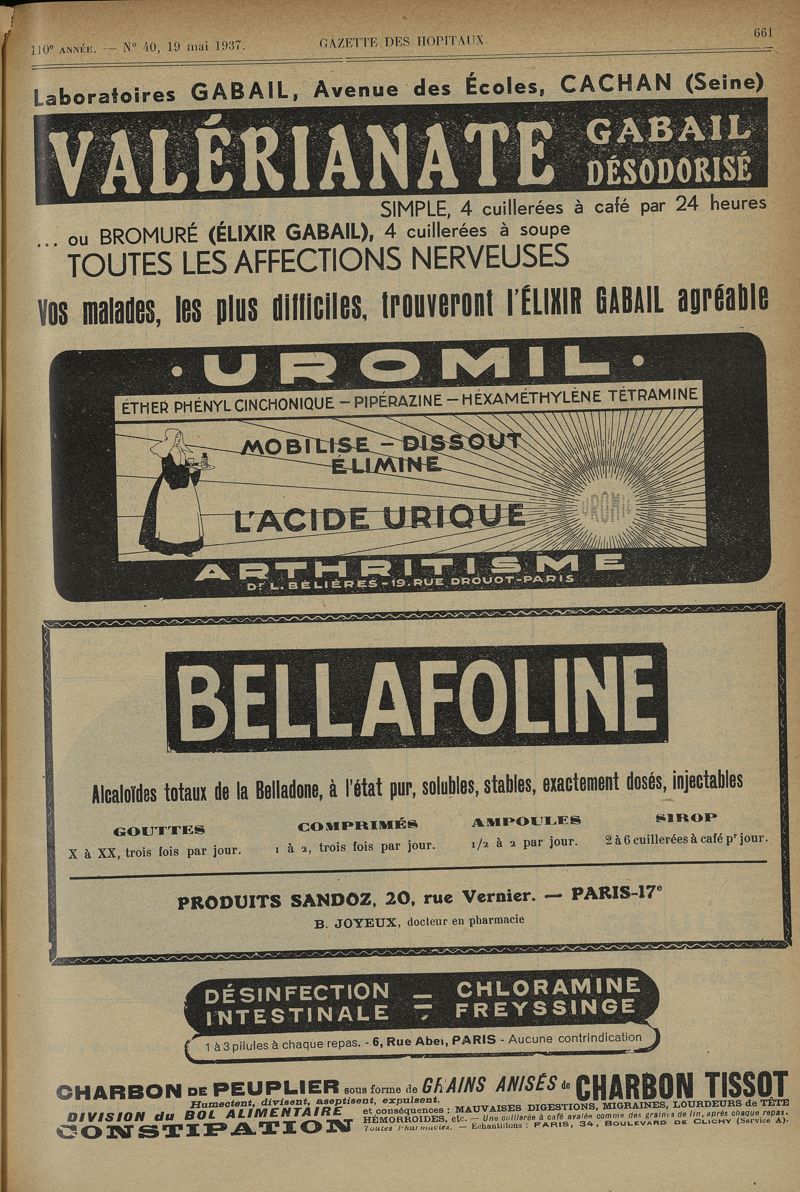 110e ANNÉE. — No 40, 19 mai 1937.
GAZETTE DES HOPITAUX
661
Laboratoires GABAIL, Avenue des Écoles, CACHAN (Seine)
VALÉRIANATE GABAIL
DÉSODORISÉ
SIMPLE, 4 cuillerées à café par 24 heures
... ou BROMURÉ (ÉLIXIR GABAIL), 4 cuillerées à soupe
TOUTES LES AFFECTIONS NERVEUSES
Vos malades, les plus difficiles, trouveront l'ÉLIXIR GABAIL agréable
· UROMIL ·
ÉTHER PHÉNYL CINCHONIQUE — PIPÉRAZINE — HÉXAMÉTHYLÈNE TÉTRAMINE
MOBILISE — DISSOUT
ÉLIMINE
L'ACIDE URIQUE
UROMIL
ARTHRITISME
Dr L. BÉLIÈRES - 19. RUE DROUOT - PARIS
BELLAFOLINE
Alcaloïdes totaux de la Belladone, à l'état pur, solubles, stables, exactement dosés, injectables
GOUTTES
X à XX, trois fois par jour.
COMPRIMÉS
1 à 2, trois fois par jour.
AMPOULES
1/2 à 2 par jour.
SIROP
2 à 6 cuillerées à café pr jour.
PRODUITS SANDOZ, 20, rue Vernier. — PARIS-17e
B. JOYEUX, docteur en pharmacie
DÉSINFECTION = CHLORAMINE
INTESTINALE = FREYSSINGE
1 à 3 pilules à chaque repas. - 6, Rue Abel, PARIS - Aucune contrindication
CHARBON DE PEUPLIER sous forme de GRAINS ANISÉS de CHARBON TISSOT
Humectent, divisent, aseptisent, expulsent.
DIVISION du BOL ALIMENTAIRE et conséquences : MAUVAISES DIGESTIONS, MIGRAINES, LOURDEURS de TÊTE
HÉMORROIDES, etc. — Une cuillerée à café avalée comme des grains de lin, après chaque repas.
CONSTIPATION Toutes Pharmacies. — Echantillons : PARIS, 34, BOULEVARD DE CLICHY (Service A).